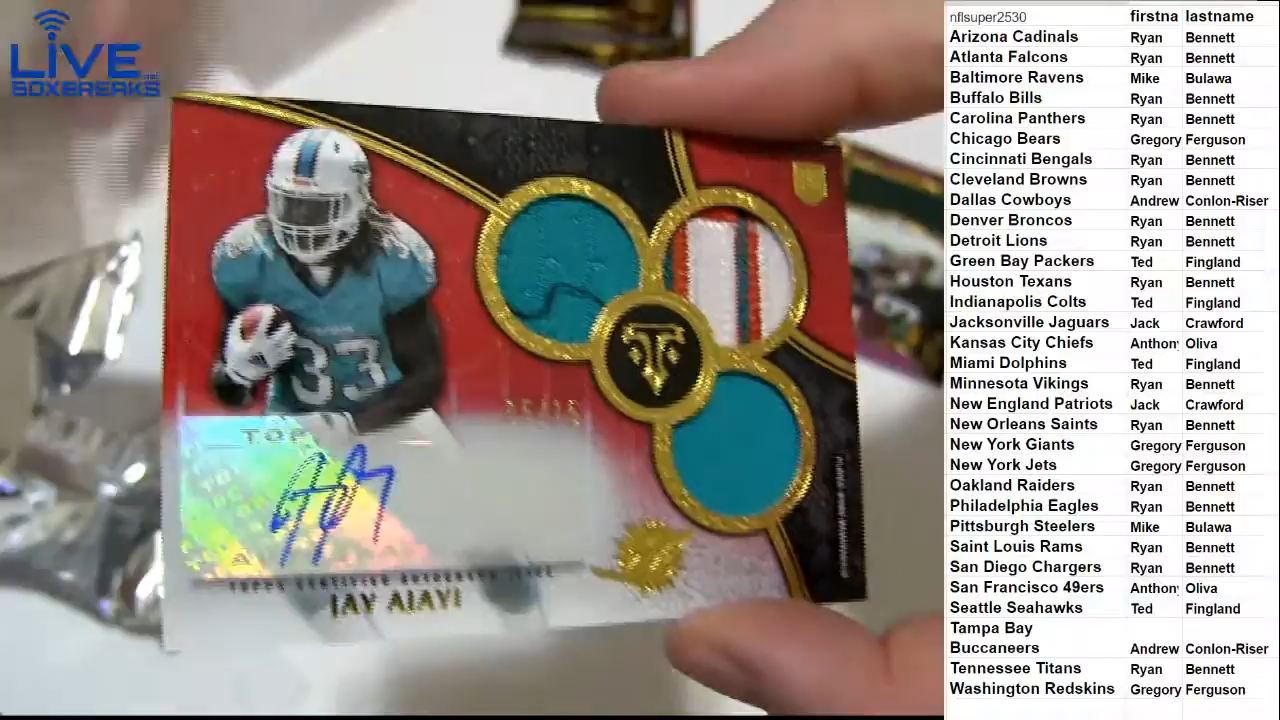 LIVE
BOXBREAKS
33
TOP
TOPPS CERTIFIED AUTOGRAPH ISSUE
JAY AJAYI
nflsuper2530 firstna lastname
Arizona Cadinals Ryan Bennett
Atlanta Falcons Ryan Bennett
Baltimore Ravens Mike Bulawa
Buffalo Bills Ryan Bennett
Carolina Panthers Ryan Bennett
Chicago Bears Gregory Ferguson
Cincinnati Bengals Ryan Bennett
Cleveland Browns Ryan Bennett
Dallas Cowboys Andrew Conlon-Riser
Denver Broncos Ryan Bennett
Detroit Lions Ryan Bennett
Green Bay Packers Ted Fingland
Houston Texans Ryan Bennett
Indianapolis Colts Ted Fingland
Jacksonville Jaguars Jack Crawford
Kansas City Chiefs Anthony Oliva
Miami Dolphins Ted Fingland
Minnesota Vikings Ryan Bennett
New England Patriots Jack Crawford
New Orleans Saints Ryan Bennett
New York Giants Gregory Ferguson
New York Jets Gregory Ferguson
Oakland Raiders Ryan Bennett
Philadelphia Eagles Ryan Bennett
Pittsburgh Steelers Mike Bulawa
Saint Louis Rams Ryan Bennett
San Diego Chargers Ryan Bennett
San Francisco 49ers Anthony Oliva
Seattle Seahawks Ted Fingland
Tampa Bay
Buccaneers Andrew Conlon-Riser
Tennessee Titans Ryan Bennett
Washington Redskins Gregory Ferguson